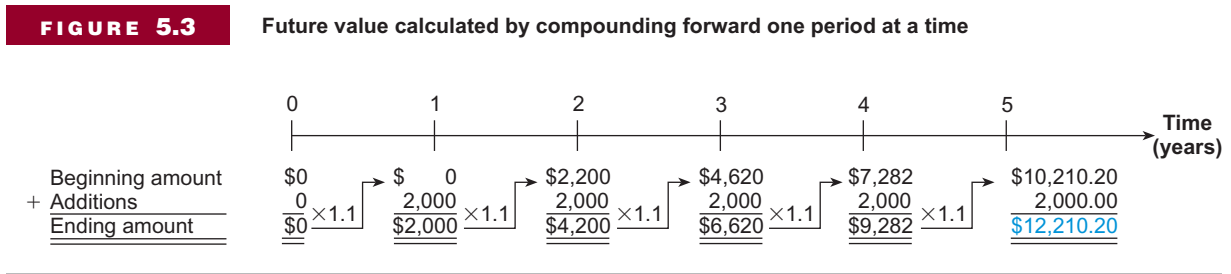 FIGURE 5.3 Future value calculated by compounding forward one period at a time
0 1 2 3 4 5
Time
(years)
Beginning amount $0 $ 0 $2,200 $4,620 $7,282 $10,210.20
+ Additions 0 2,000 2,000 2,000 2,000 2,000.00
×1.1 ×1.1 ×1.1 ×1.1 ×1.1
Ending amount $0 $2,000 $4,200 $6,620 $9,282 $12,210.20